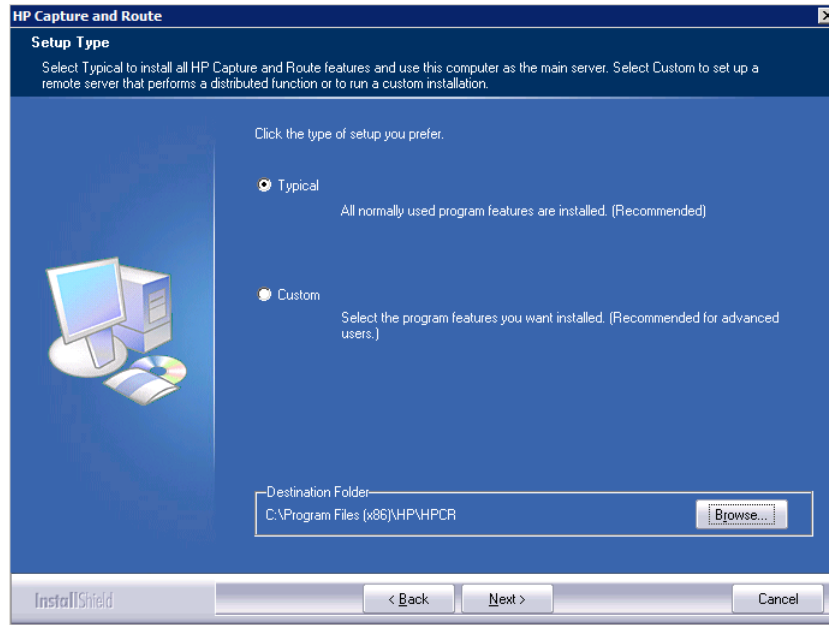 HP Capture and Route
Setup Type
Select Typical to install all HP Capture and Route features and use this computer as the main server. Select Custom to set up a
remote server that performs a distributed function or to run a custom installation.
Click the type of setup you prefer.
Typical
All normally used program features are installed. (Recommended)
Custom
Select the program features you want installed. (Recommended for advanced
users.)
Destination Folder
C:\Program Files (x86)\HP\HPCR
Browse...
InstallShield
< Back
Next >
Cancel